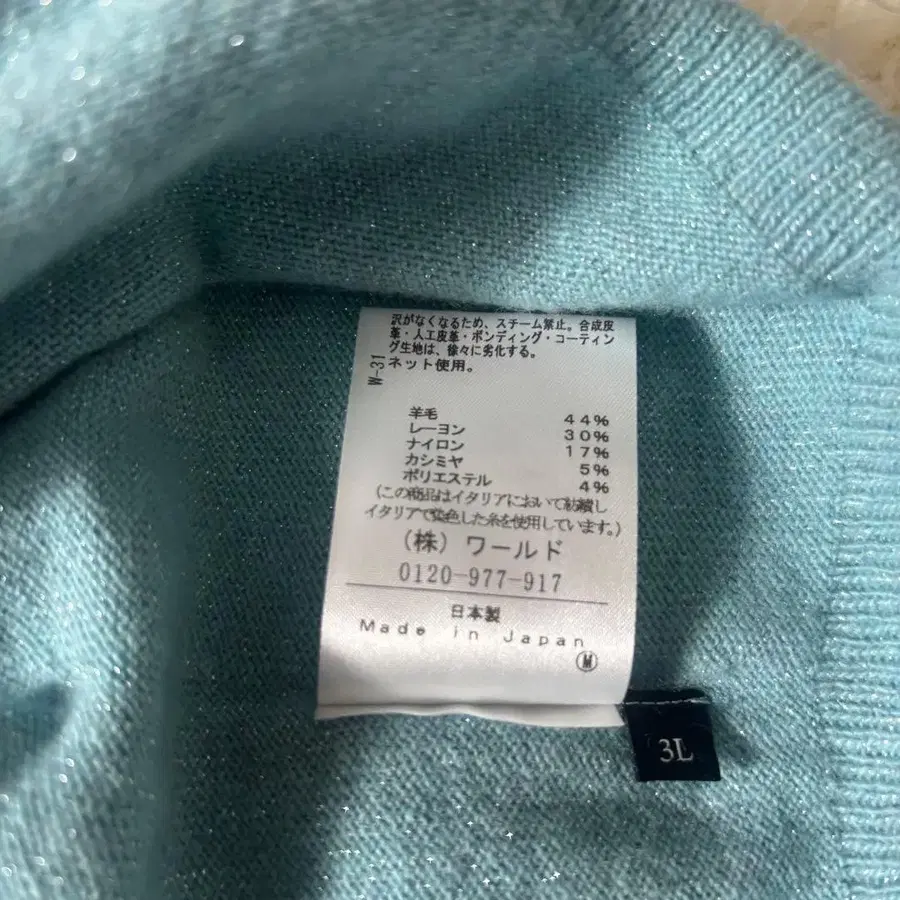 沢がなくなるため、スチーム禁止。合成皮
革・人工皮革・ボンディング・コーティン
グ生地は、徐々に劣化する。
ネット使用。
W-31
羊毛 44%
レーヨン 30%
ナイロン 17%
カシミヤ 5%
ポリエステル 4%
(この商品はイタリアにおいて紡績し
イタリアで染色した糸を使用しています。)
(株) ワールド
0120-977-917
日本製
Made in Japan
M
3L